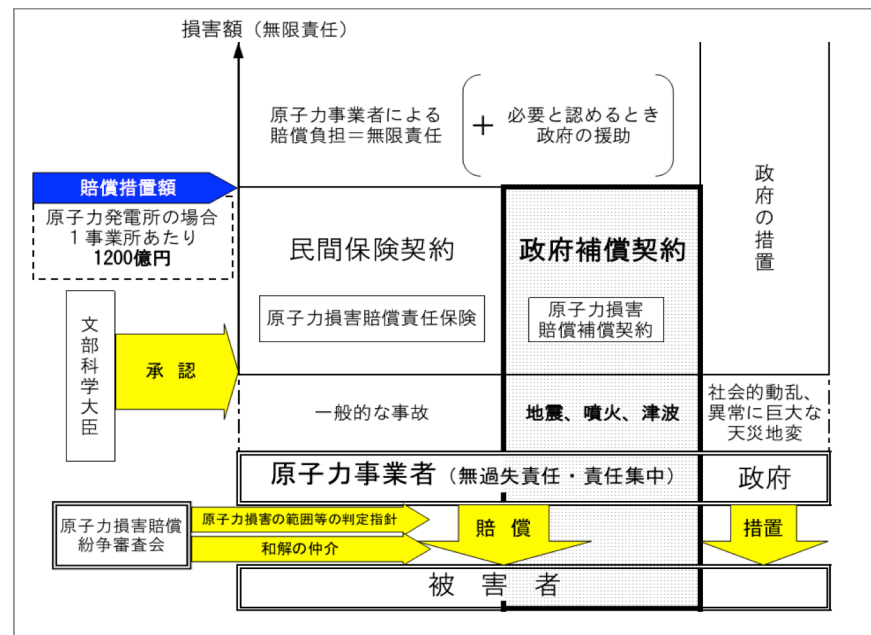 損害額（無限責任）
原子力事業者による
賠償負担＝無限責任
＋
必要と認めるとき
政府の援助
政府の措置
賠償措置額
原子力発電所の場合
１事業所あたり
1200億円
民間保険契約
政府補償契約
原子力損害賠償責任保険
原子力損害
賠償補償契約
文部科学大臣
承認
一般的な事故
地震、噴火、津波
社会的動乱、
異常に巨大な
天災地変
原子力事業者（無過失責任・責任集中）
政府
原子力損害賠償
紛争審査会
原子力損害の範囲等の判定指針
和解の仲介
賠償
措置
被害者